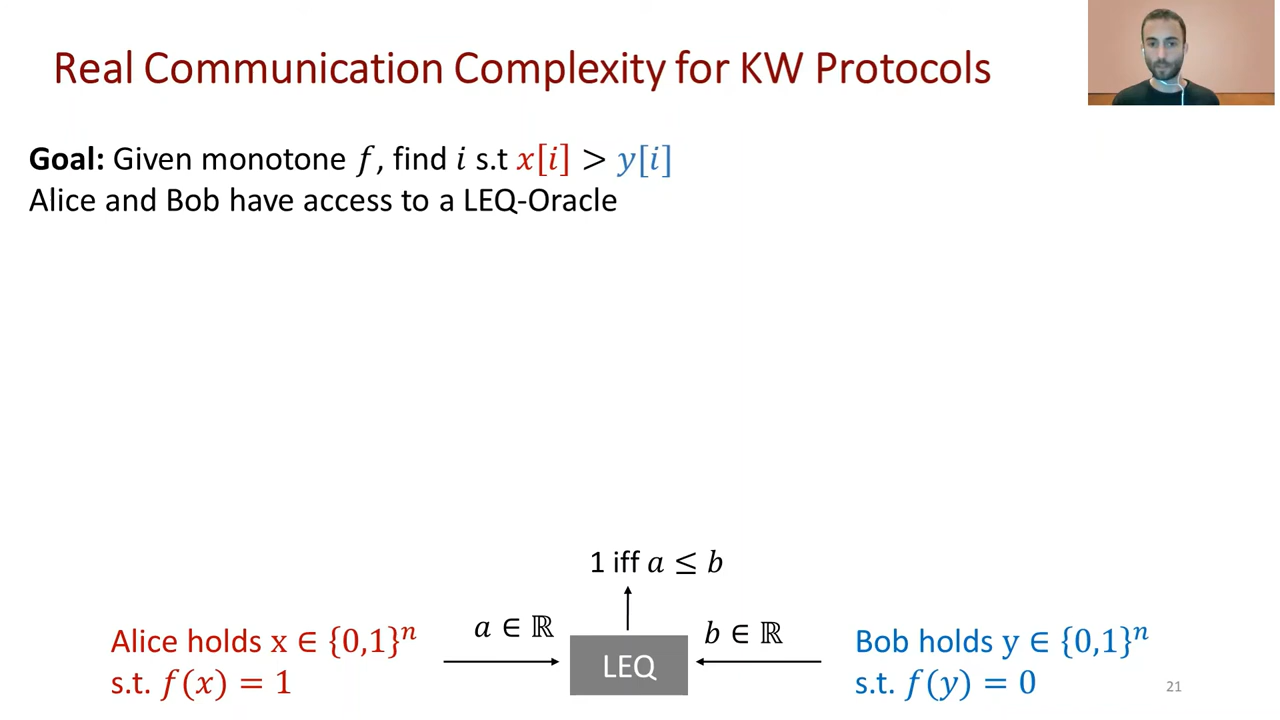 Real Communication Complexity for KW Protocols
Goal: Given monotone f, find i s.t x[i] > y[i]
Alice and Bob have access to a LEQ-Oracle
1 iff a ≤ b
a ∈ ℝ
b ∈ ℝ
LEQ
Alice holds x ∈ {0,1}ⁿ
s.t. f(x) = 1
Bob holds y ∈ {0,1}ⁿ
s.t. f(y) = 0
21